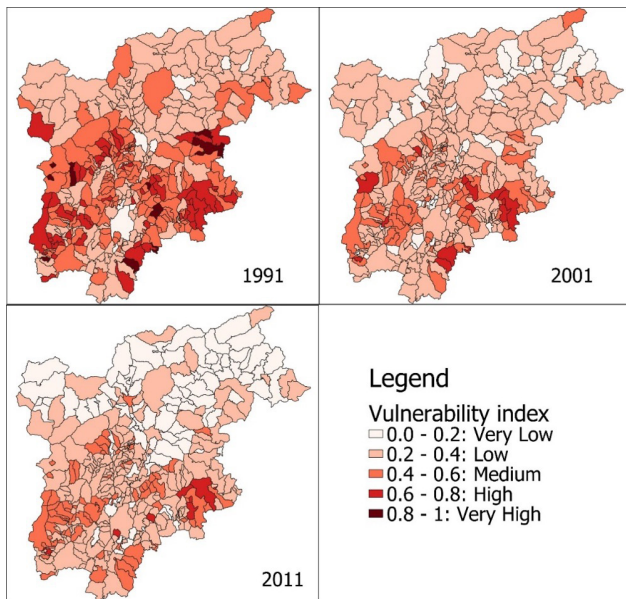 1991
2001
2011
Legend
Vulnerability index
0.0 - 0.2: Very Low
0.2 - 0.4: Low
0.4 - 0.6: Medium
0.6 - 0.8: High
0.8 - 1: Very High